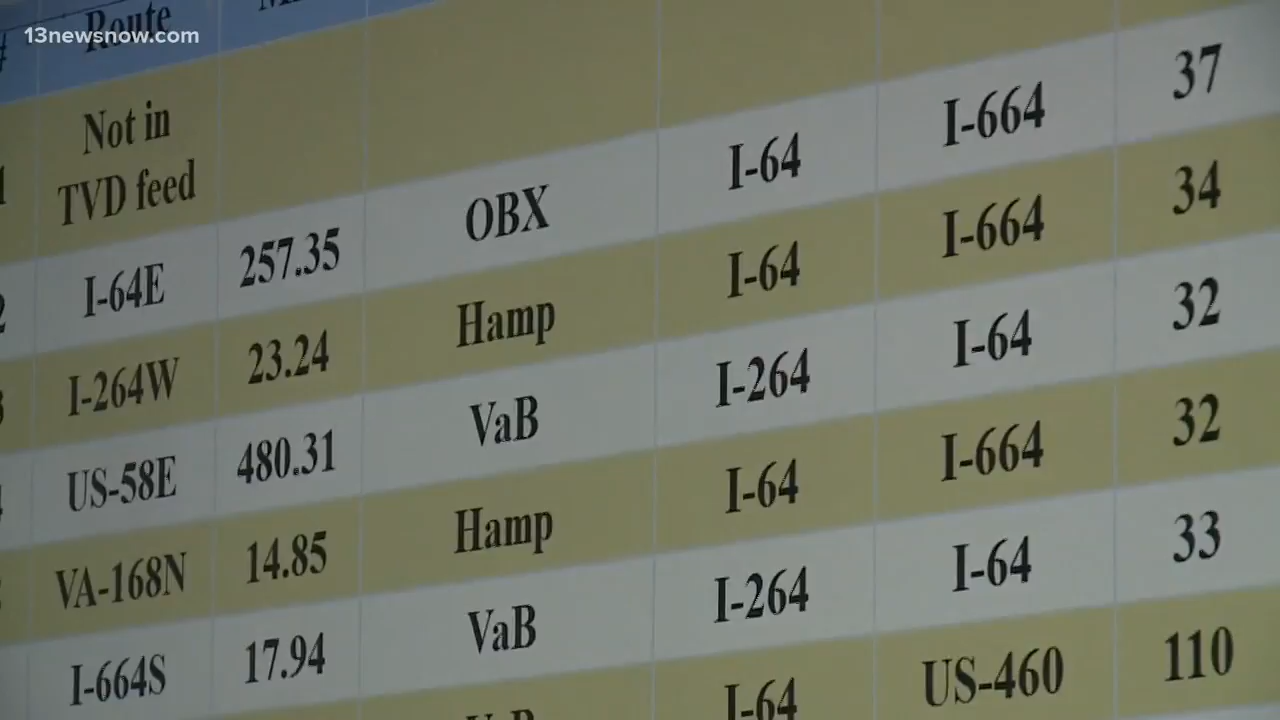 13newsnow.com
Route
Not in
TVD feed
I-64E 257.35 OBX I-64 I-664 37
I-264W 23.24 Hamp I-64 I-664 34
US-58E 480.31 VaB I-264 I-64 32
VA-168N 14.85 Hamp I-64 I-664 32
I-664S 17.94 VaB I-264 I-64 33
I-64 US-460 110